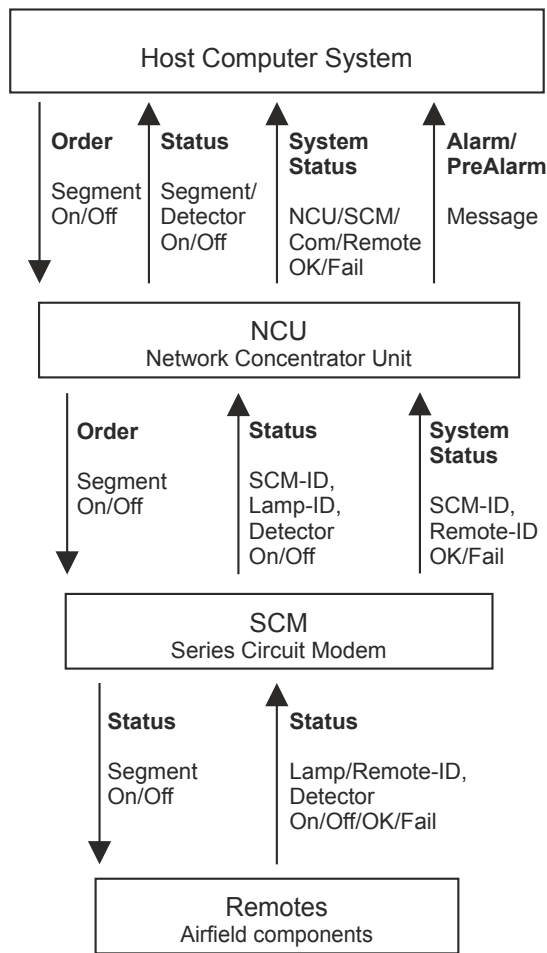 Host Computer System
Order
Segment
On/Off
Status
Segment/
Detector
On/Off
System
Status
NCU/SCM/
Com/Remote
OK/Fail
Alarm/
PreAlarm
Message
NCU
Network Concentrator Unit
Order
Segment
On/Off
Status
SCM-ID,
Lamp-ID,
Detector
On/Off
System
Status
SCM-ID,
Remote-ID
OK/Fail
SCM
Series Circuit Modem
Status
Segment
On/Off
Status
Lamp/Remote-ID,
Detector
On/Off/OK/Fail
Remotes
Airfield components